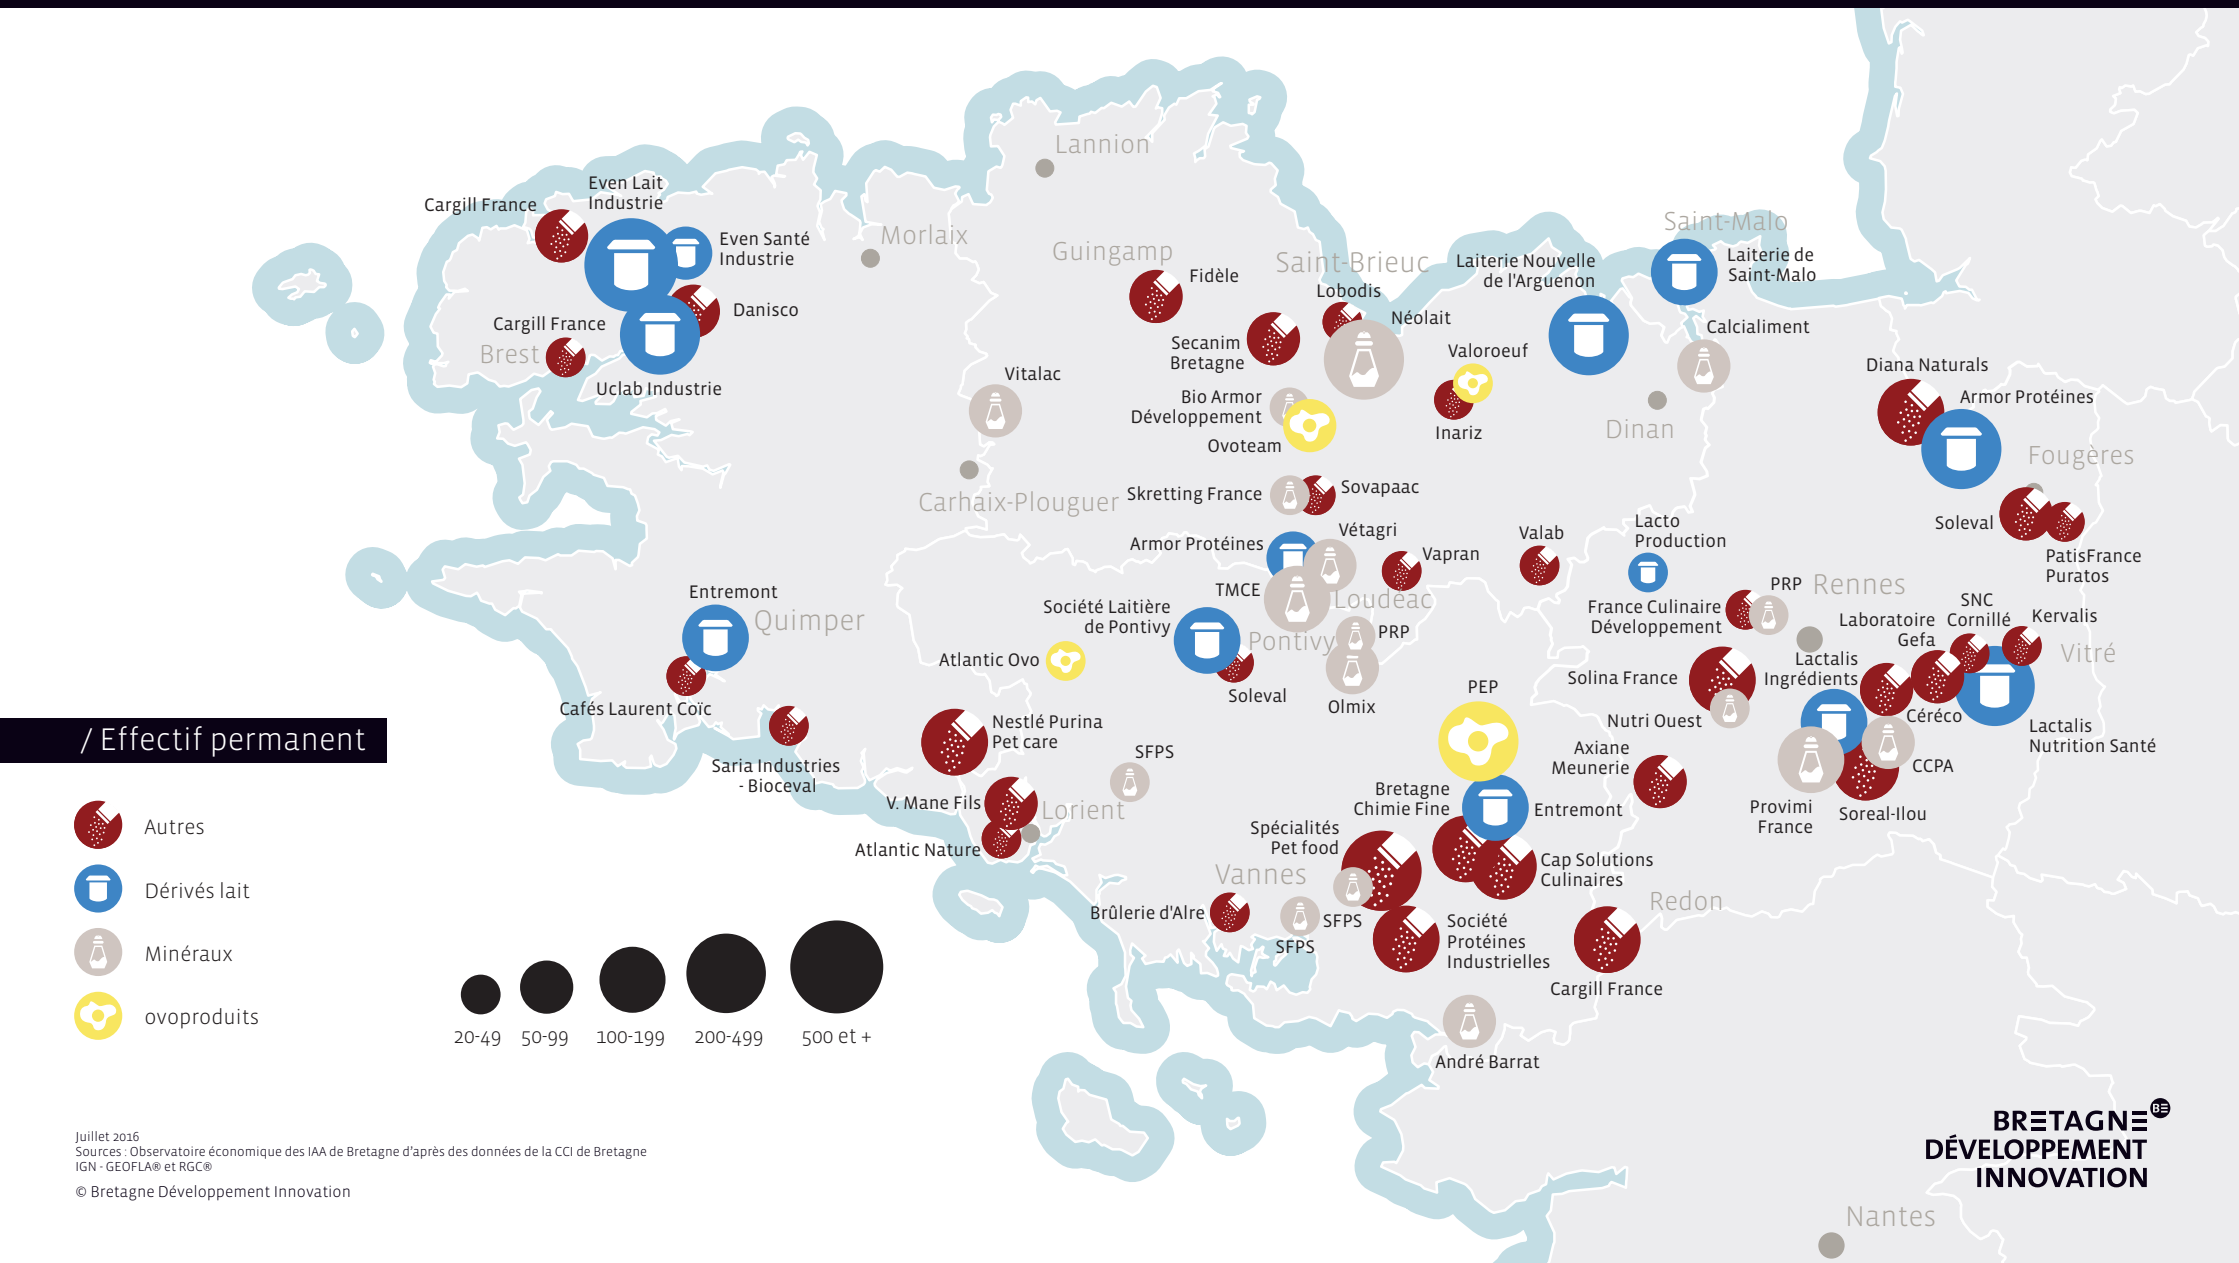 Lannion
Saint-Malo
Morlaix
Guingamp
Saint-Brieuc
Even Lait
Industrie
Cargill France
Even Santé
Industrie
Danisco
Cargill France
Brest
Uclab Industrie
Fidèle
Lobodis
Néolait
Secanim
Bretagne
Laiterie Nouvelle
de l'Arguenon
Laiterie de
Saint-Malo
Calcialiment
Valoroeuf
Inariz
Dinan
Vitalac
Bio Armor
Développement
Ovoteam
Diana Naturals
Armor Protéines
Fougères
Carhaix-Plouguer
Skretting France
Sovapaac
Soleval
PatisFrance
Puratos
Armor Protéines
Vétagri
Vapran
Valab
Lacto
Production
TMCE
Loudéac
Entremont
Quimper
Société Laitière
de Pontivy
Pontivy
PRP
France Culinaire
Développement
PRP
Rennes
Laboratoire
Gefa
SNC
Cornillé
Kervalis
Vitré
Atlantic Ovo
Soleval
Olmix
Solina France
Lactalis
Ingrédients
Cafés Laurent Coïc
PEP
Nutri Ouest
Céréco
Lactalis
Nutrition Santé
/ Effectif permanent
Saria Industries
- Bioceval
Nestlé Purina
Pet care
SFPS
Axiane
Meunerie
CCPA
V. Mane Fils
Lorient
Bretagne
Chimie Fine
Entremont
Provimi
France
Soreal-Ilou
Atlantic Nature
Spécialités
Pet food
Vannes
Cap Solutions
Culinaires
Redon
Brûlerie d'Alre
SFPS
SFPS
Société
Protéines
Industrielles
Cargill France
André Barrat
Autres
Dérivés lait
Minéraux
ovoproduits
20-49
50-99
100-199
200-499
500 et +
Juillet 2016
Sources : Observatoire économique des IAA de Bretagne d'après des données de la CCI de Bretagne
IGN - GEOFLA® et RGC®
© Bretagne Développement Innovation
BRETAGNE BE
DÉVELOPPEMENT
INNOVATION
Nantes